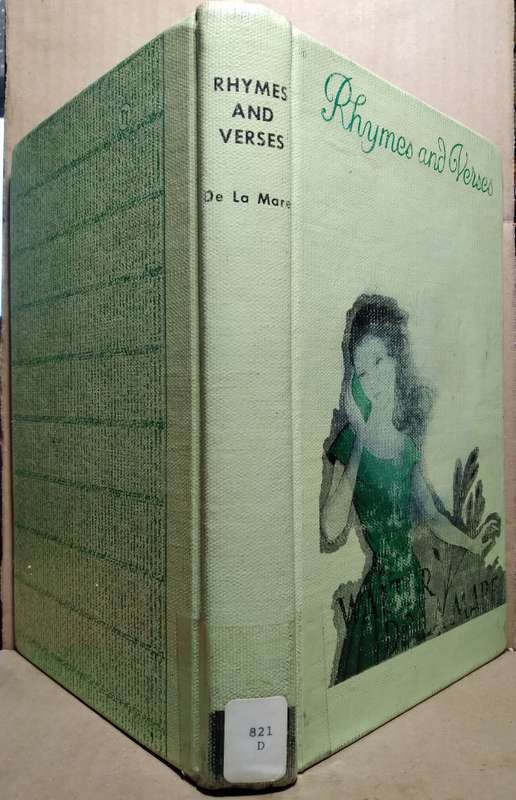 RHYMES
AND
VERSES
De La Mare
821
D
Rhymes and Verses
WALTER
DE LA MARE